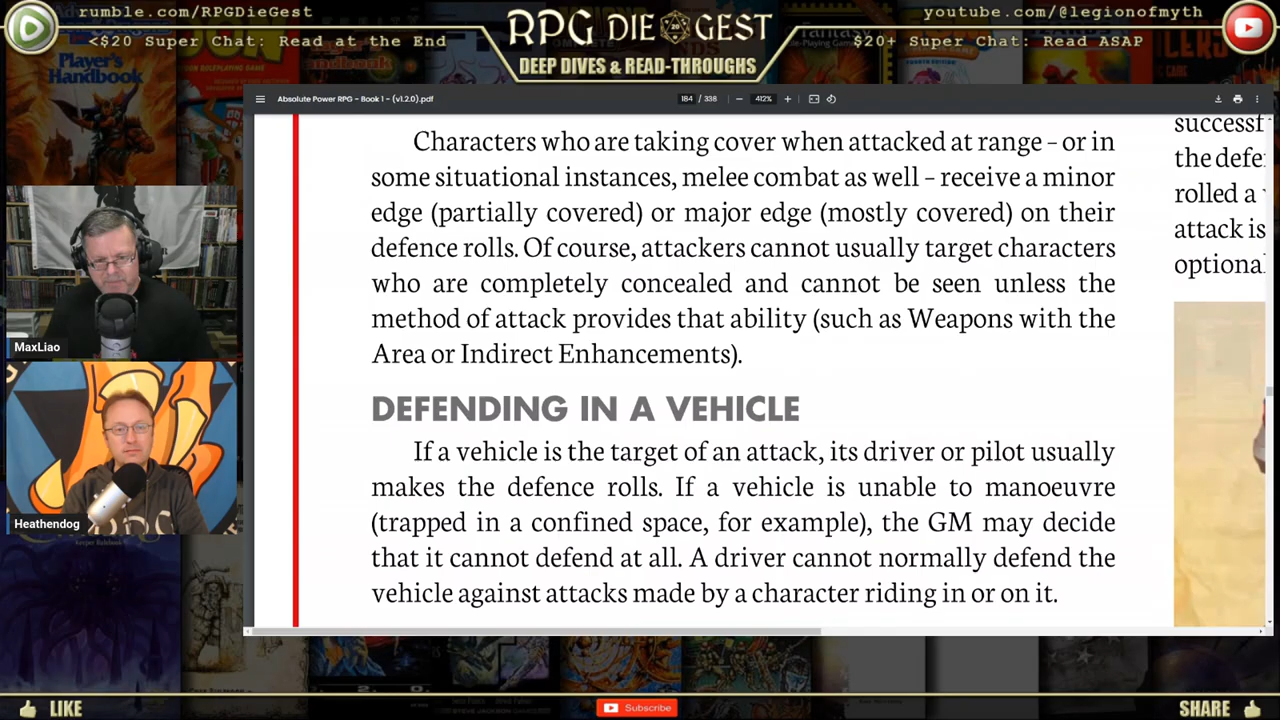 rumble.com/RPGDieGest
<$20 Super Chat: Read at the End
RPG DIE GEST
DEEP DIVES & READ-THROUGHS
youtube.com/@legionofmyth
$20+ Super Chat: Read ASAP
Player's
Handbook
Absolute Power RPG - Book 1 - (v1.2.0).pdf
184 / 338
412%
Characters who are taking cover when attacked at range – or in
some situational instances, melee combat as well – receive a minor
edge (partially covered) or major edge (mostly covered) on their
defence rolls. Of course, attackers cannot usually target characters
who are completely concealed and cannot be seen unless the
method of attack provides that ability (such as Weapons with the
Area or Indirect Enhancements).
DEFENDING IN A VEHICLE
If a vehicle is the target of an attack, its driver or pilot usually
makes the defence rolls. If a vehicle is unable to manoeuvre
(trapped in a confined space, for example), the GM may decide
that it cannot defend at all. A driver cannot normally defend the
vehicle against attacks made by a character riding in or on it.
successf
the defe
rolled a
attack is
optional
MaxLiao
Heathendog
LIKE
Subscribe
SHARE